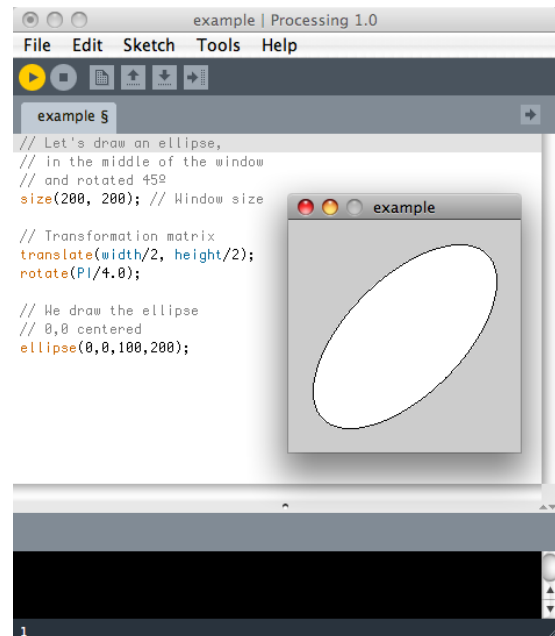 example | Processing 1.0
File Edit Sketch Tools Help
example §
// Let's draw an ellipse,
// in the middle of the window
// and rotated 45º
size(200, 200); // Window size
// Transformation matrix
translate(width/2, height/2);
rotate(PI/4.0);
// We draw the ellipse
// 0,0 centered
ellipse(0,0,100,200);
example
1